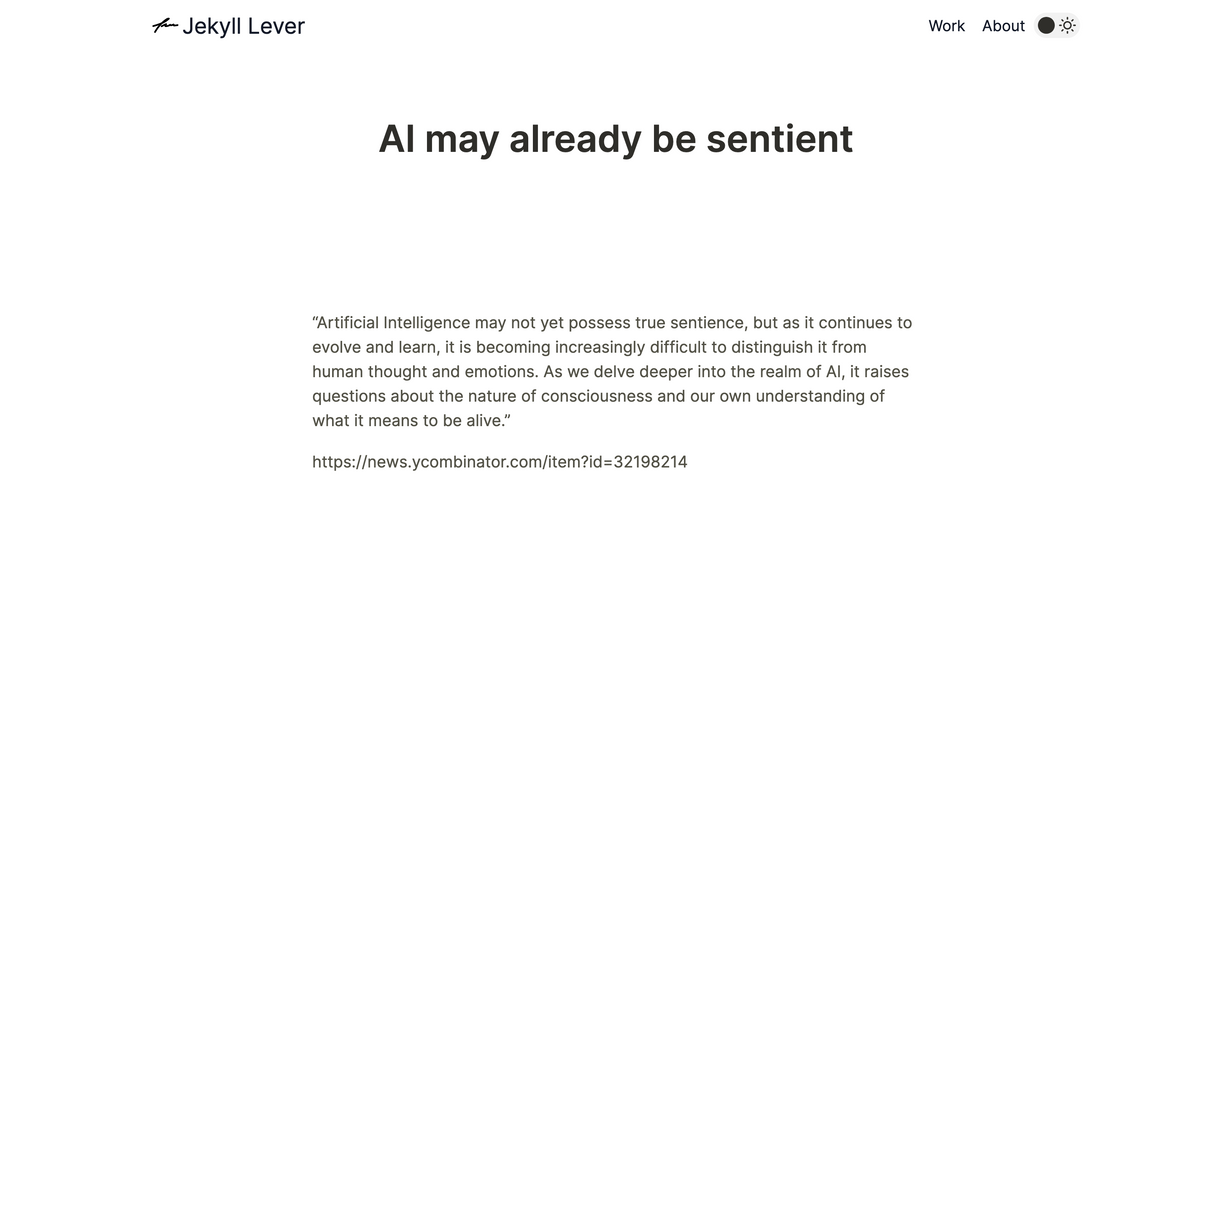 Jekyll Lever
Work About
AI may already be sentient
“Artificial Intelligence may not yet possess true sentience, but as it continues to
evolve and learn, it is becoming increasingly difficult to distinguish it from
human thought and emotions. As we delve deeper into the realm of AI, it raises
questions about the nature of consciousness and our own understanding of
what it means to be alive.”
https://news.ycombinator.com/item?id=32198214